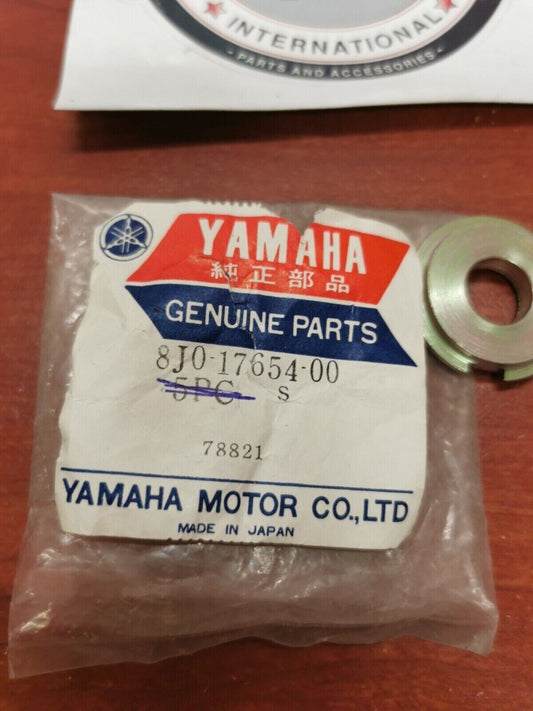 INTERNATIONAL
- PARTS AND ACCESSORIES -
YAMAHA
純正部品
GENUINE PARTS
8J0-17654-00
5PC S
78821
YAMAHA MOTOR CO.,LTD
MADE IN JAPAN